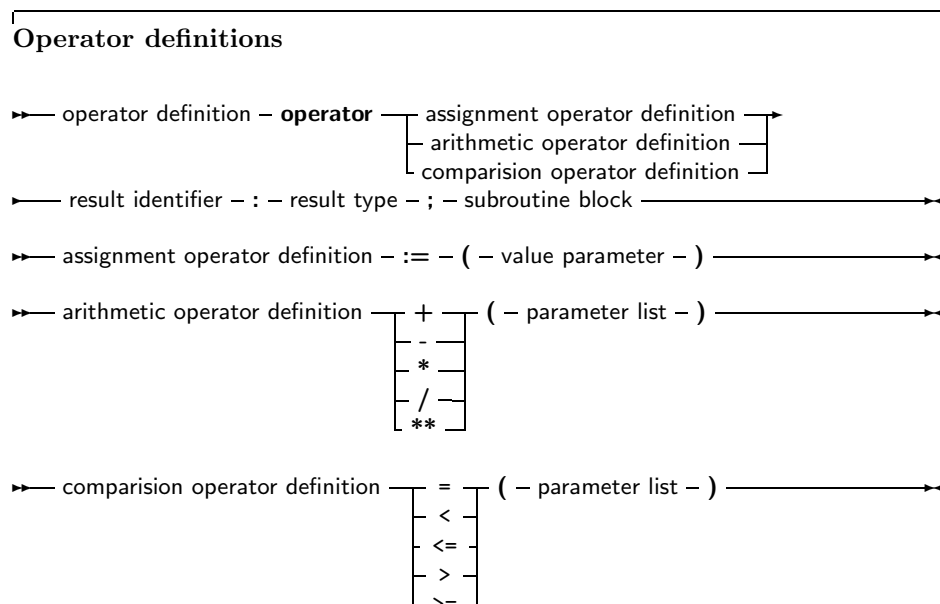 Operator definitions
operator definition operator assignment operator definition
arithmetic operator definition
comparision operator definition
result identifier : result type ; subroutine block
assignment operator definition := ( value parameter )
arithmetic operator definition + ( parameter list )
-
*
/
**
comparision operator definition = ( parameter list )
<
<=
>
>=